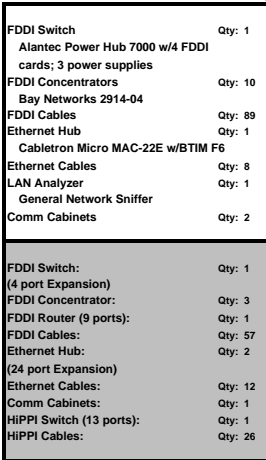 FDDI Switch Qty: 1
Alantec Power Hub 7000 w/4 FDDI
cards; 3 power supplies
FDDI Concentrators Qty: 10
Bay Networks 2914-04
FDDI Cables Qty: 89
Ethernet Hub Qty: 1
Cabletron Micro MAC-22E w/BTIM F6
Ethernet Cables Qty: 8
LAN Analyzer Qty: 1
General Network Sniffer
Comm Cabinets Qty: 2
FDDI Switch: Qty: 1
(4 port Expansion)
FDDI Concentrator: Qty: 3
FDDI Router (9 ports): Qty: 1
FDDI Cables: Qty: 57
Ethernet Hub: Qty: 2
(24 port Expansion)
Ethernet Cables: Qty: 12
Comm Cabinets: Qty: 1
HiPPI Switch (13 ports): Qty: 1
HiPPI Cables: Qty: 26